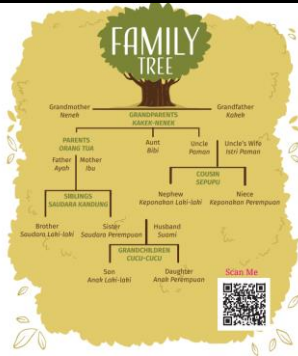 FAMILY
TREE
Grandmother
Nenek
Grandfather
Kakek
GRANDPARENTS
KAKEK-NENEK
PARENTS
ORANG TUA
Aunt
Bibi
Uncle
Paman
Uncle's Wife
Istri Paman
Father
Ayah
Mother
Ibu
COUSIN
SEPUPU
SIBLINGS
SAUDARA KANDUNG
Nephew
Keponakan Laki-laki
Niece
Keponakan Perempuan
Brother
Saudara Laki-laki
Sister
Saudara Perempuan
Husband
Suami
GRANDCHILDREN
CUCU-CUCU
Son
Anak Laki-laki
Daughter
Anak Perempuan
Scan Me